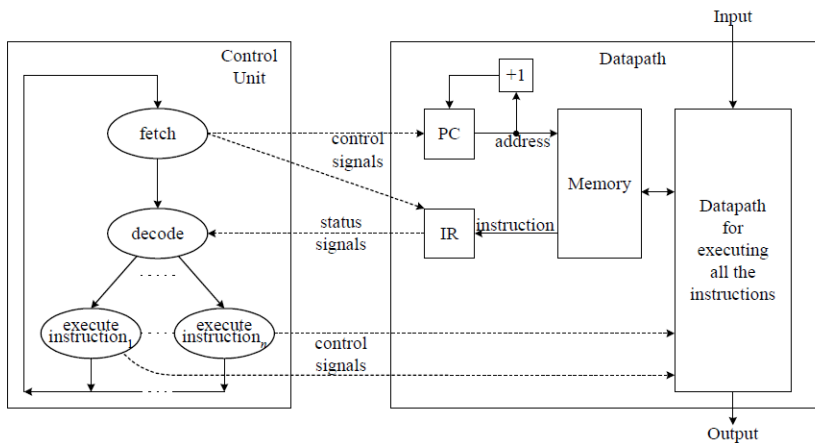 Input
Control
Unit
Datapath
+1
fetch
PC
address
control
signals
Memory
Datapath
for
executing
all the
instructions
decode
status
signals
IR
instruction
. . . . .
execute
instruction1
. . .
execute
instructionn
control
signals
. . . .
Output